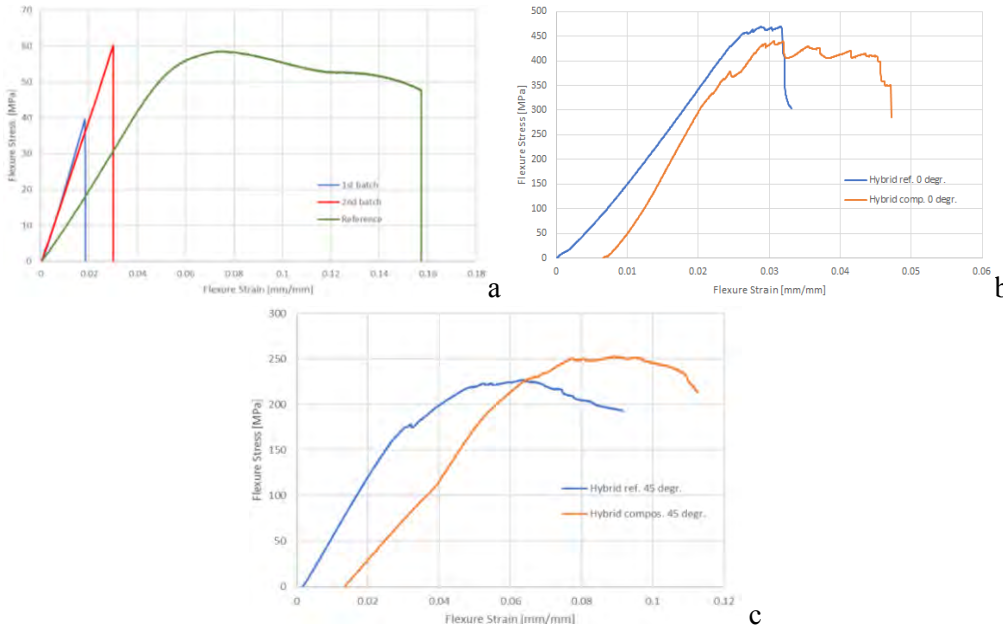 70
60
50
40
30
20
10
0
Flexure Stress. [MPa]
1st batch
2nd batch
Reference
0 0.02 0.04 0.06 0.08 0.1 0.12 0.14 0.16 0.18
Flexure Strain [mm/mm]
a
500
450
400
350
300
250
200
150
100
50
0
Flexure Stress [MPa]
Hybrid ref. 0 degr.
Hybrid comp. 0 degr.
0 0.01 0.02 0.03 0.04 0.05 0.06
Flexure Strain [mm/mm]
b
300
250
200
150
100
50
0
Flexure Stress [MPa]
Hybrid ref. 45 degr.
Hybrid compos. 45 degr.
0 0.02 0.04 0.06 0.08 0.1 0.12
Flexure Strain [mm/mm]
c